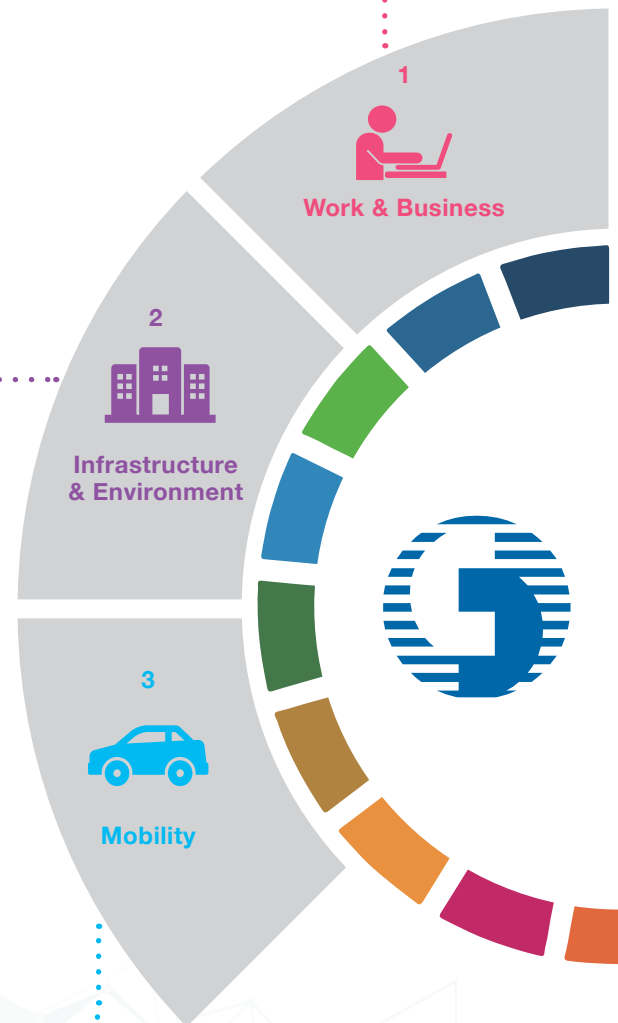 1
Work & Business
2
Infrastructure
& Environment
3
Mobility